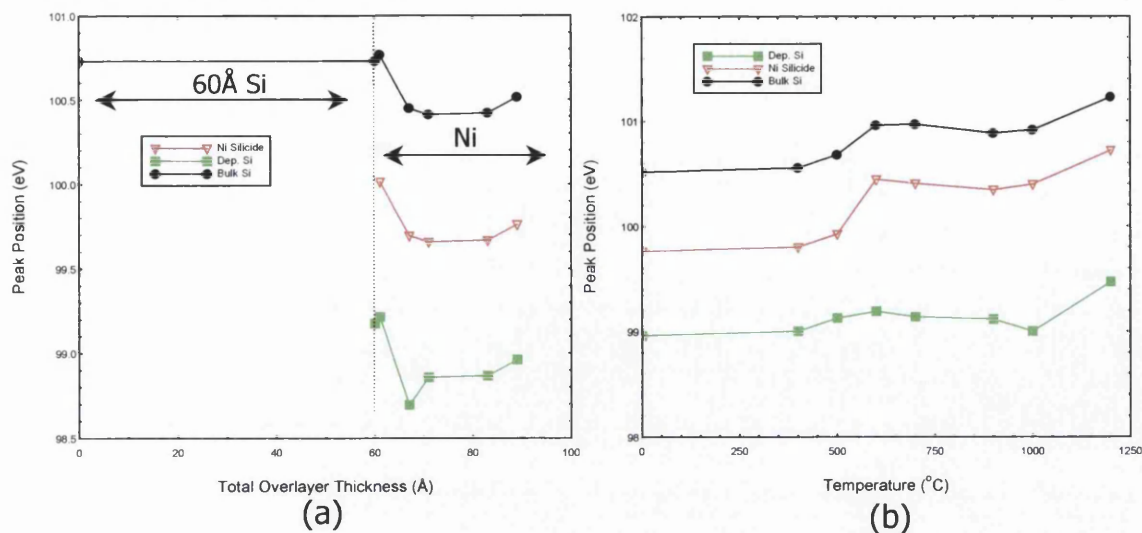 101.0
100.5
100.0
99.5
99.0
98.5
0
20
40
60
80
100
Peak Position (eV)
Total Overlayer Thickness (Å)
60Å Si
Ni
Ni Silicide
Dep. Si
Bulk Si
(a)
102
101
100
99
98
0
250
500
750
1000
1250
Peak Position (eV)
Temperature (°C)
Dep. Si
Ni Silicide
Bulk Si
(b)